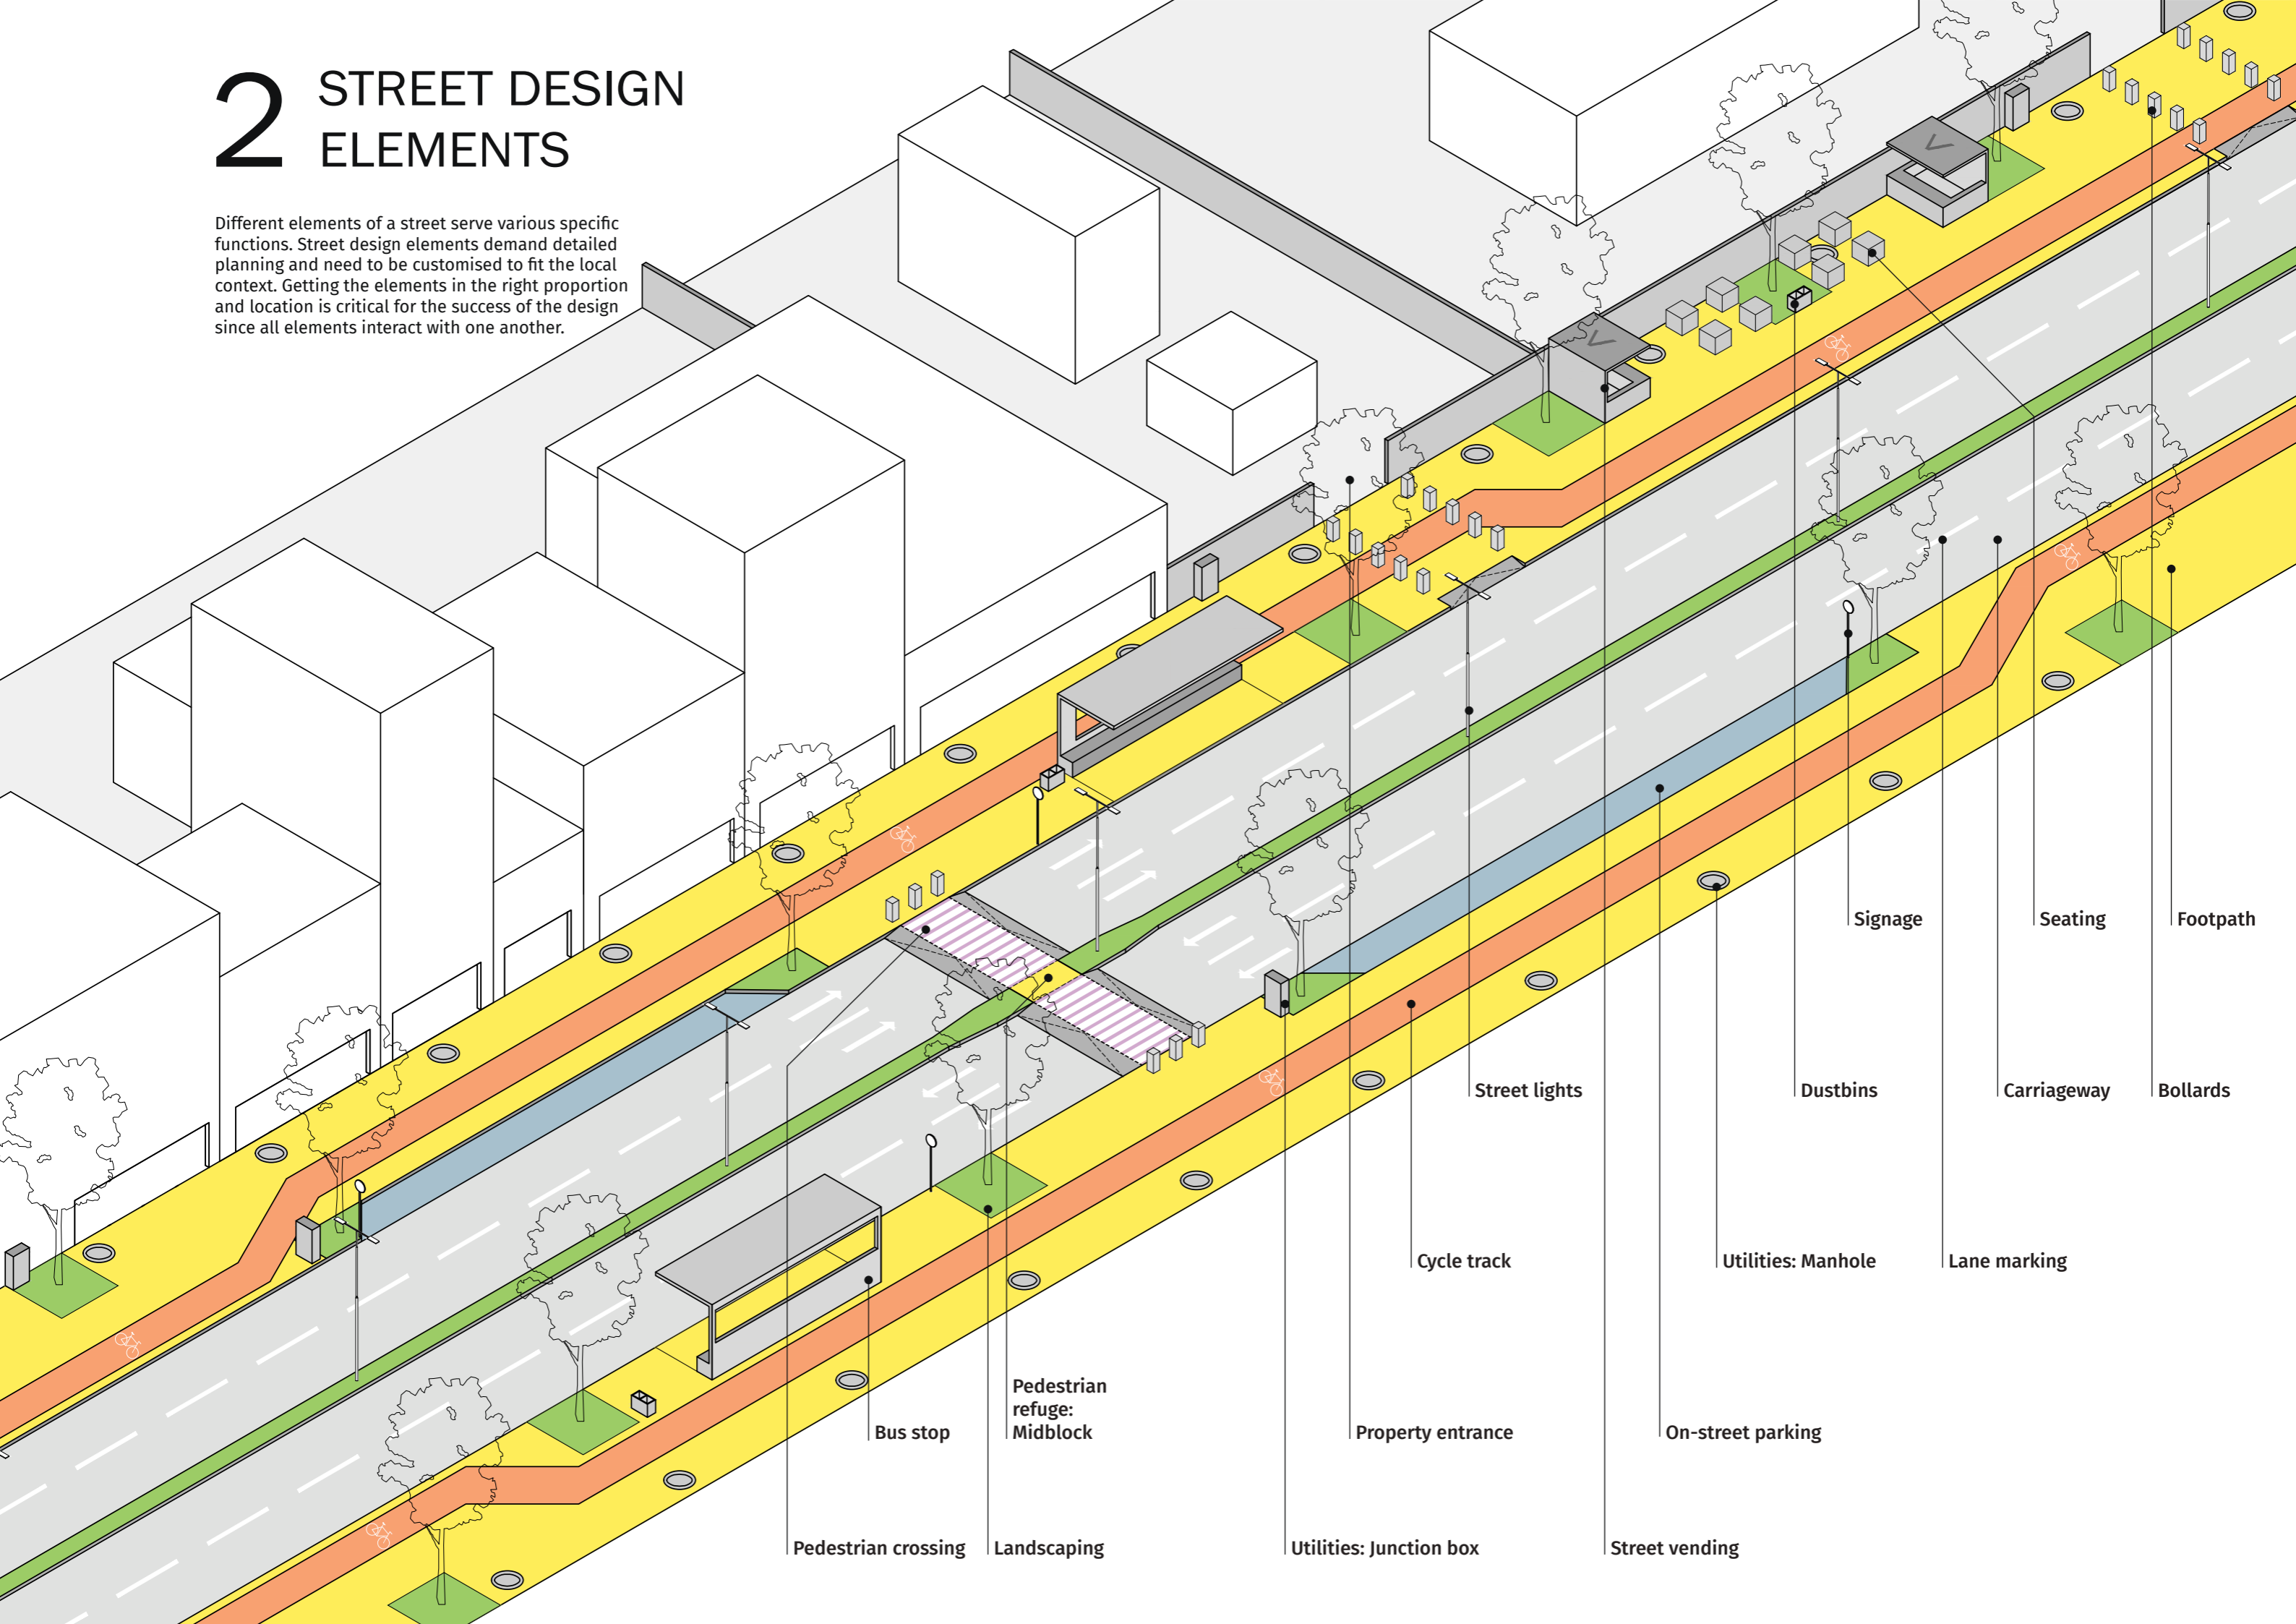 2 STREET DESIGN
ELEMENTS
Different elements of a street serve various specific
functions. Street design elements demand detailed
planning and need to be customised to fit the local
context. Getting the elements in the right proportion
and location is critical for the success of the design
since all elements interact with one another.
V
V
Signage
Seating
Footpath
Street lights
Dustbins
Carriageway
Bollards
Cycle track
Utilities: Manhole
Lane marking
Bus stop
Pedestrian
refuge:
Midblock
Property entrance
On-street parking
Pedestrian crossing
Landscaping
Utilities: Junction box
Street vending